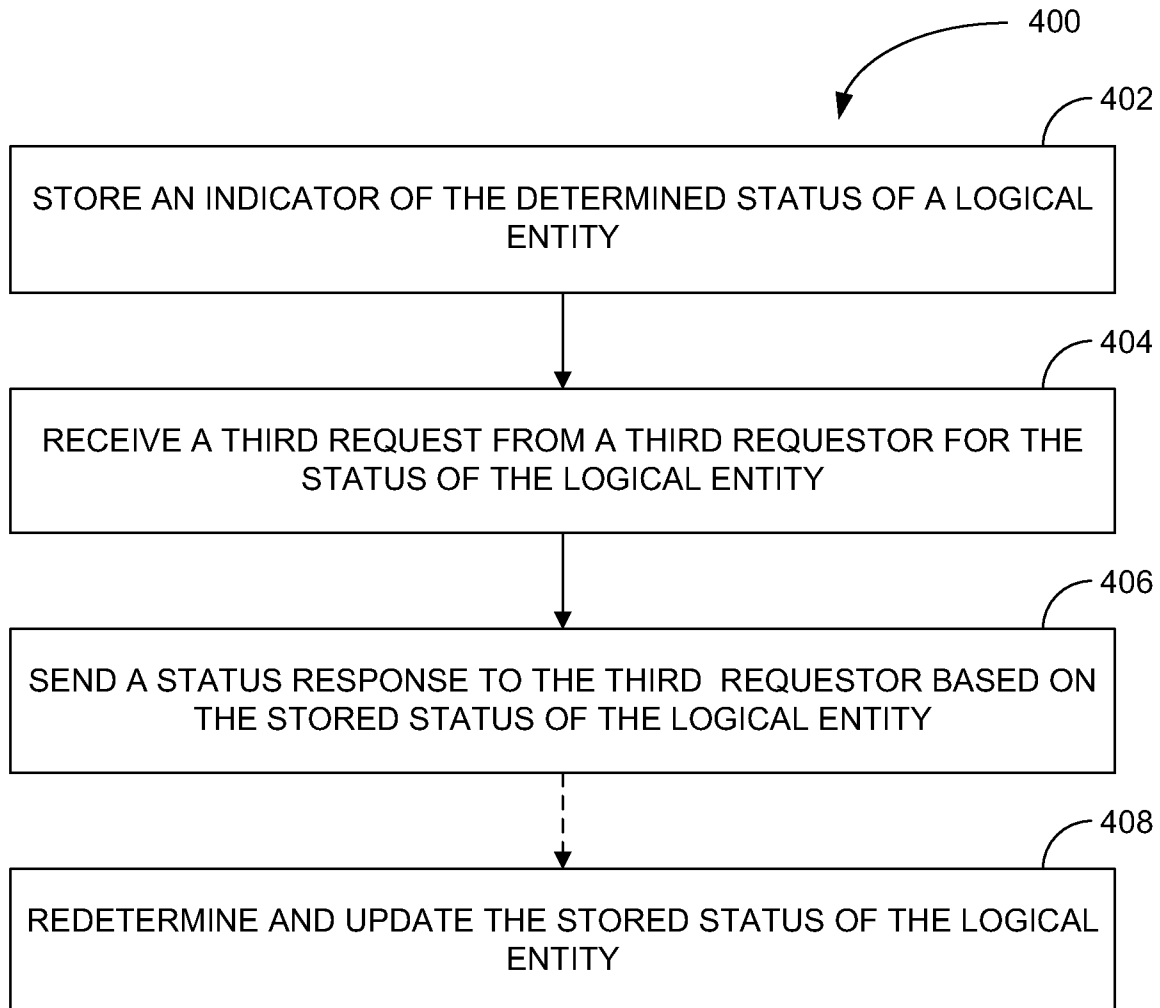 400
402
STORE AN INDICATOR OF THE DETERMINED STATUS OF A LOGICAL
ENTITY
404
RECEIVE A THIRD REQUEST FROM A THIRD REQUESTOR FOR THE
STATUS OF THE LOGICAL ENTITY
406
SEND A STATUS RESPONSE TO THE THIRD REQUESTOR BASED ON
THE STORED STATUS OF THE LOGICAL ENTITY
408
REDETERMINE AND UPDATE THE STORED STATUS OF THE LOGICAL
ENTITY